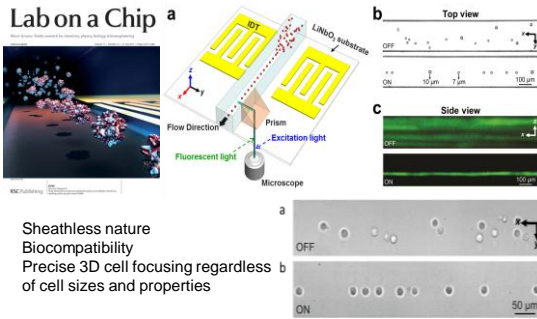 Lab on a Chip
RSC Publishing
a
IDT
LiNbO3 substrate
z
y
x
Flow Direction
Prism
Excitation light
Fluorescent light
Microscope
b
Top view
x
y
OFF
ON
10 µm
7 µm
100 µm
c
Side view
z
x
OFF
ON
100 µm
a
x
y
OFF
b
ON
50 µm
Sheathless nature
Biocompatibility
Precise 3D cell focusing regardless
of cell sizes and properties